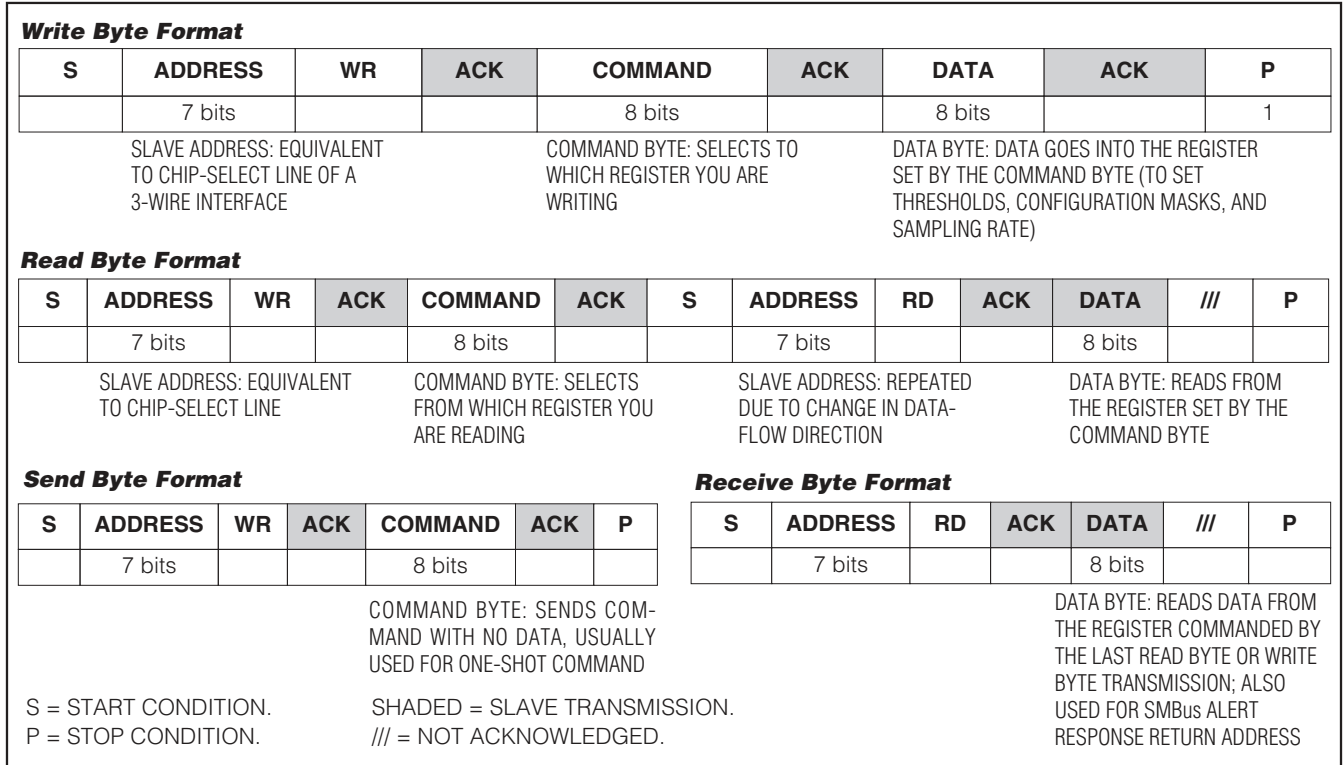 Write Byte Format
S ADDRESS WR ACK COMMAND ACK DATA ACK P
7 bits 8 bits 8 bits 1
SLAVE ADDRESS: EQUIVALENT
TO CHIP-SELECT LINE OF A
3-WIRE INTERFACE
COMMAND BYTE: SELECTS TO
WHICH REGISTER YOU ARE
WRITING
DATA BYTE: DATA GOES INTO THE REGISTER
SET BY THE COMMAND BYTE (TO SET
THRESHOLDS, CONFIGURATION MASKS, AND
SAMPLING RATE)
Read Byte Format
S ADDRESS WR ACK COMMAND ACK S ADDRESS RD ACK DATA /// P
7 bits 8 bits 7 bits 8 bits
SLAVE ADDRESS: EQUIVALENT
TO CHIP-SELECT LINE
COMMAND BYTE: SELECTS
FROM WHICH REGISTER YOU
ARE READING
SLAVE ADDRESS: REPEATED
DUE TO CHANGE IN DATA-
FLOW DIRECTION
DATA BYTE: READS FROM
THE REGISTER SET BY THE
COMMAND BYTE
Send Byte Format
S ADDRESS WR ACK COMMAND ACK P
7 bits 8 bits
COMMAND BYTE: SENDS COM-
MAND WITH NO DATA, USUALLY
USED FOR ONE-SHOT COMMAND
Receive Byte Format
S ADDRESS RD ACK DATA /// P
7 bits 8 bits
DATA BYTE: READS DATA FROM
THE REGISTER COMMANDED BY
THE LAST READ BYTE OR WRITE
BYTE TRANSMISSION; ALSO
USED FOR SMBus ALERT
RESPONSE RETURN ADDRESS
S = START CONDITION. SHADED = SLAVE TRANSMISSION.
P = STOP CONDITION. /// = NOT ACKNOWLEDGED.